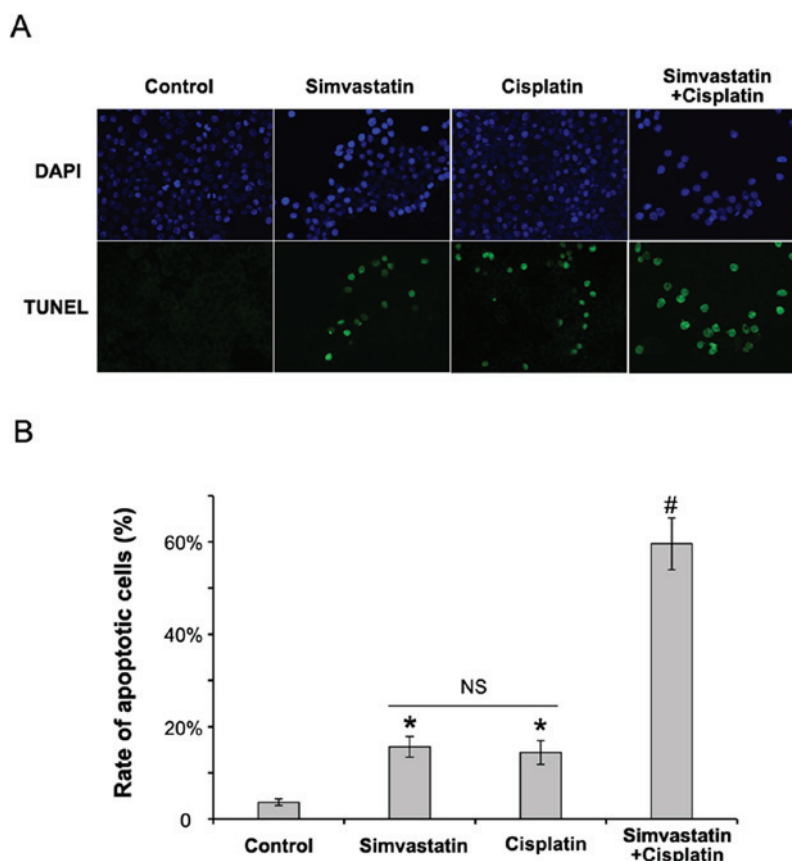 A
Control Simvastatin Cisplatin Simvastatin
+Cisplatin
DAPI
TUNEL
B
Rate of apoptotic cells (%)
60%
40%
20%
0
NS
* * #
Control Simvastatin Cisplatin Simvastatin
+Cisplatin